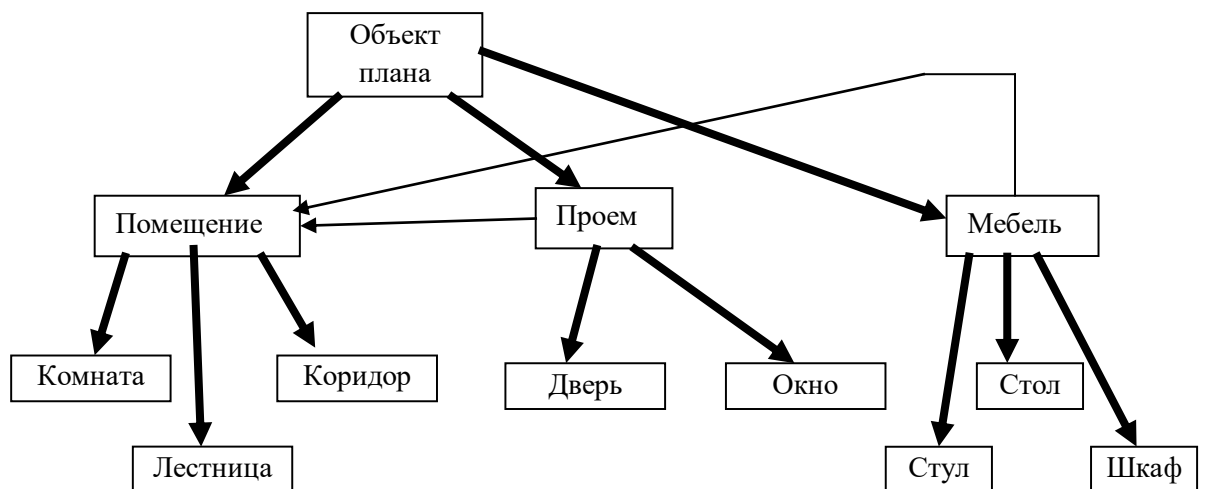 Объект
плана
Помещение
Проем
Мебель
Комната
Коридор
Дверь
Окно
Стол
Лестница
Стул
Шкаф